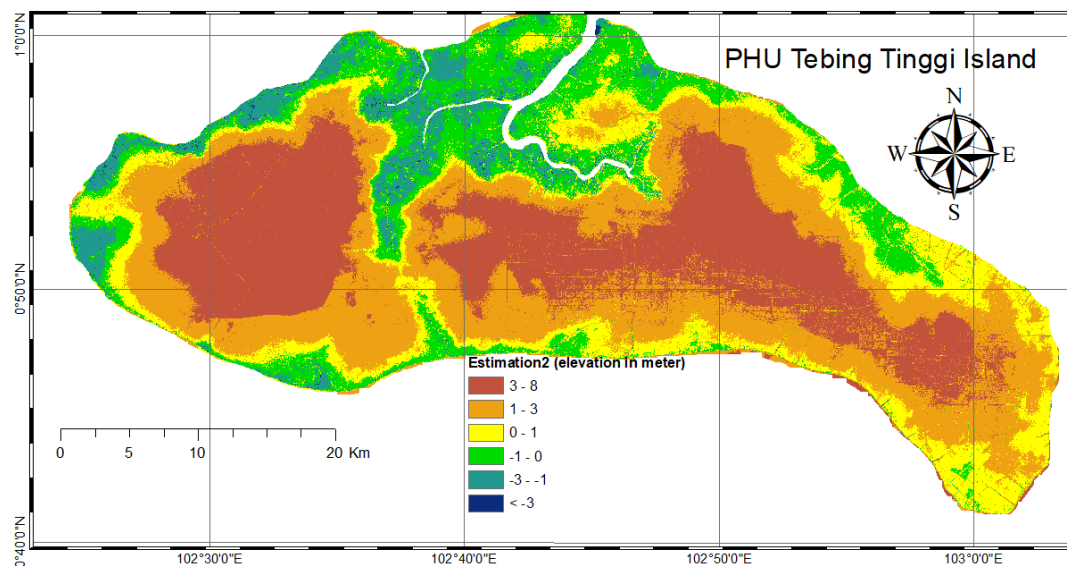 PHU Tebing Tinggi Island
N
W
E
S
1°0'0"N
0°50'0"N
0°40'0"N
Estimation2 (elevation in meter)
3 - 8
1 - 3
0 - 1
-1 - 0
-3 - -1
< -3
0 5 10 20 Km
102°30'0"E 102°40'0"E 102°50'0"E 103°0'0"E